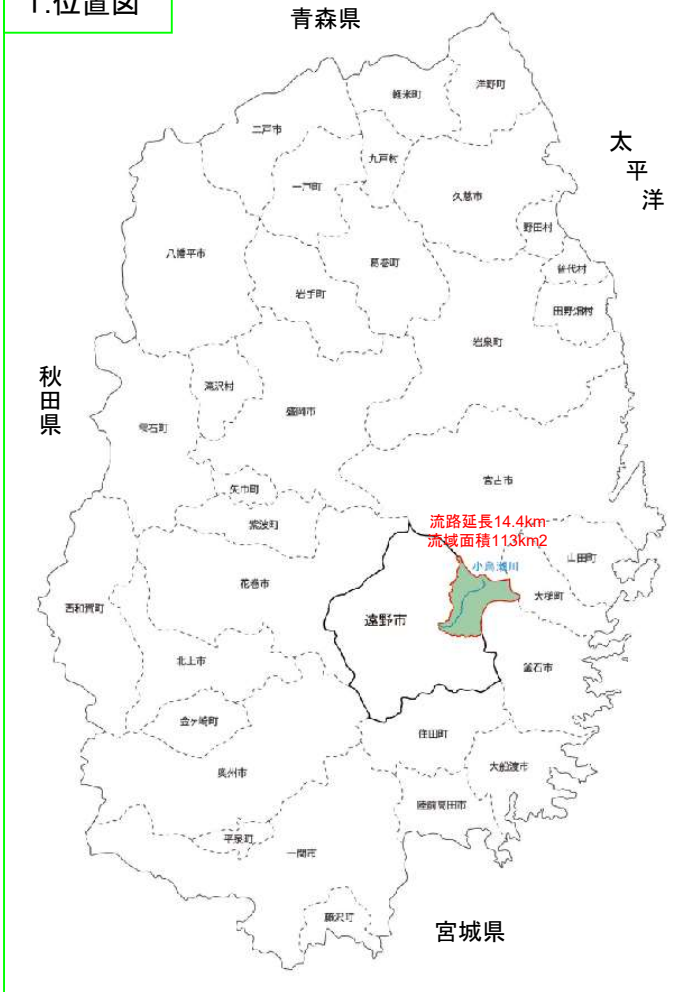 1.位置図
青森県
洋野町
軽米町
二戸市
九戸村
一戸町
久慈市
太平洋
野田村
八幡平市
葛巻町
普代村
岩手町
田野畑村
岩泉町
秋田県
滝沢村
盛岡市
雫石町
宮古市
矢巾町
紫波町
流路延長14.4km
流域面積113km2
山田町
小烏瀬川
花巻市
大槌町
西和賀町
遠野市
北上市
釜石市
金ヶ崎町
住田町
大船渡市
奥州市
陸前高田市
平泉町
一関市
藤沢町
宮城県